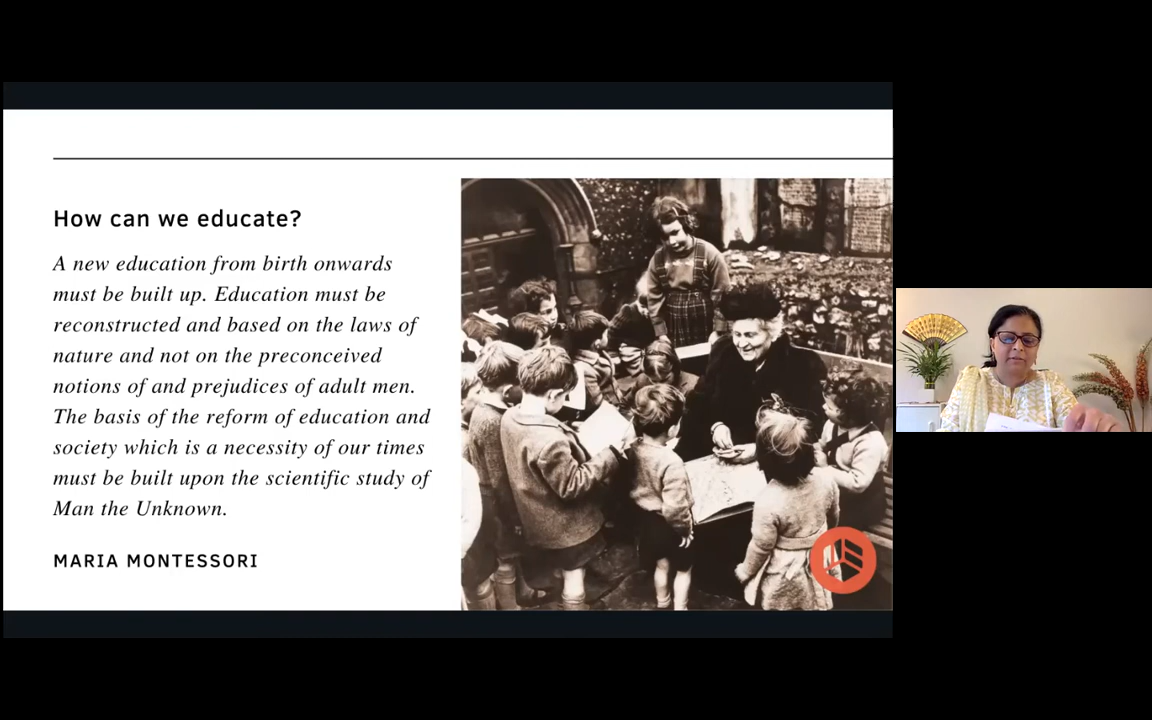 How can we educate?
A new education from birth onwards
must be built up. Education must be
reconstructed and based on the laws of
nature and not on the preconceived
notions of and prejudices of adult men.
The basis of the reform of education and
society which is a necessity of our times
must be built upon the scientific study of
Man the Unknown.
MARIA MONTESSORI